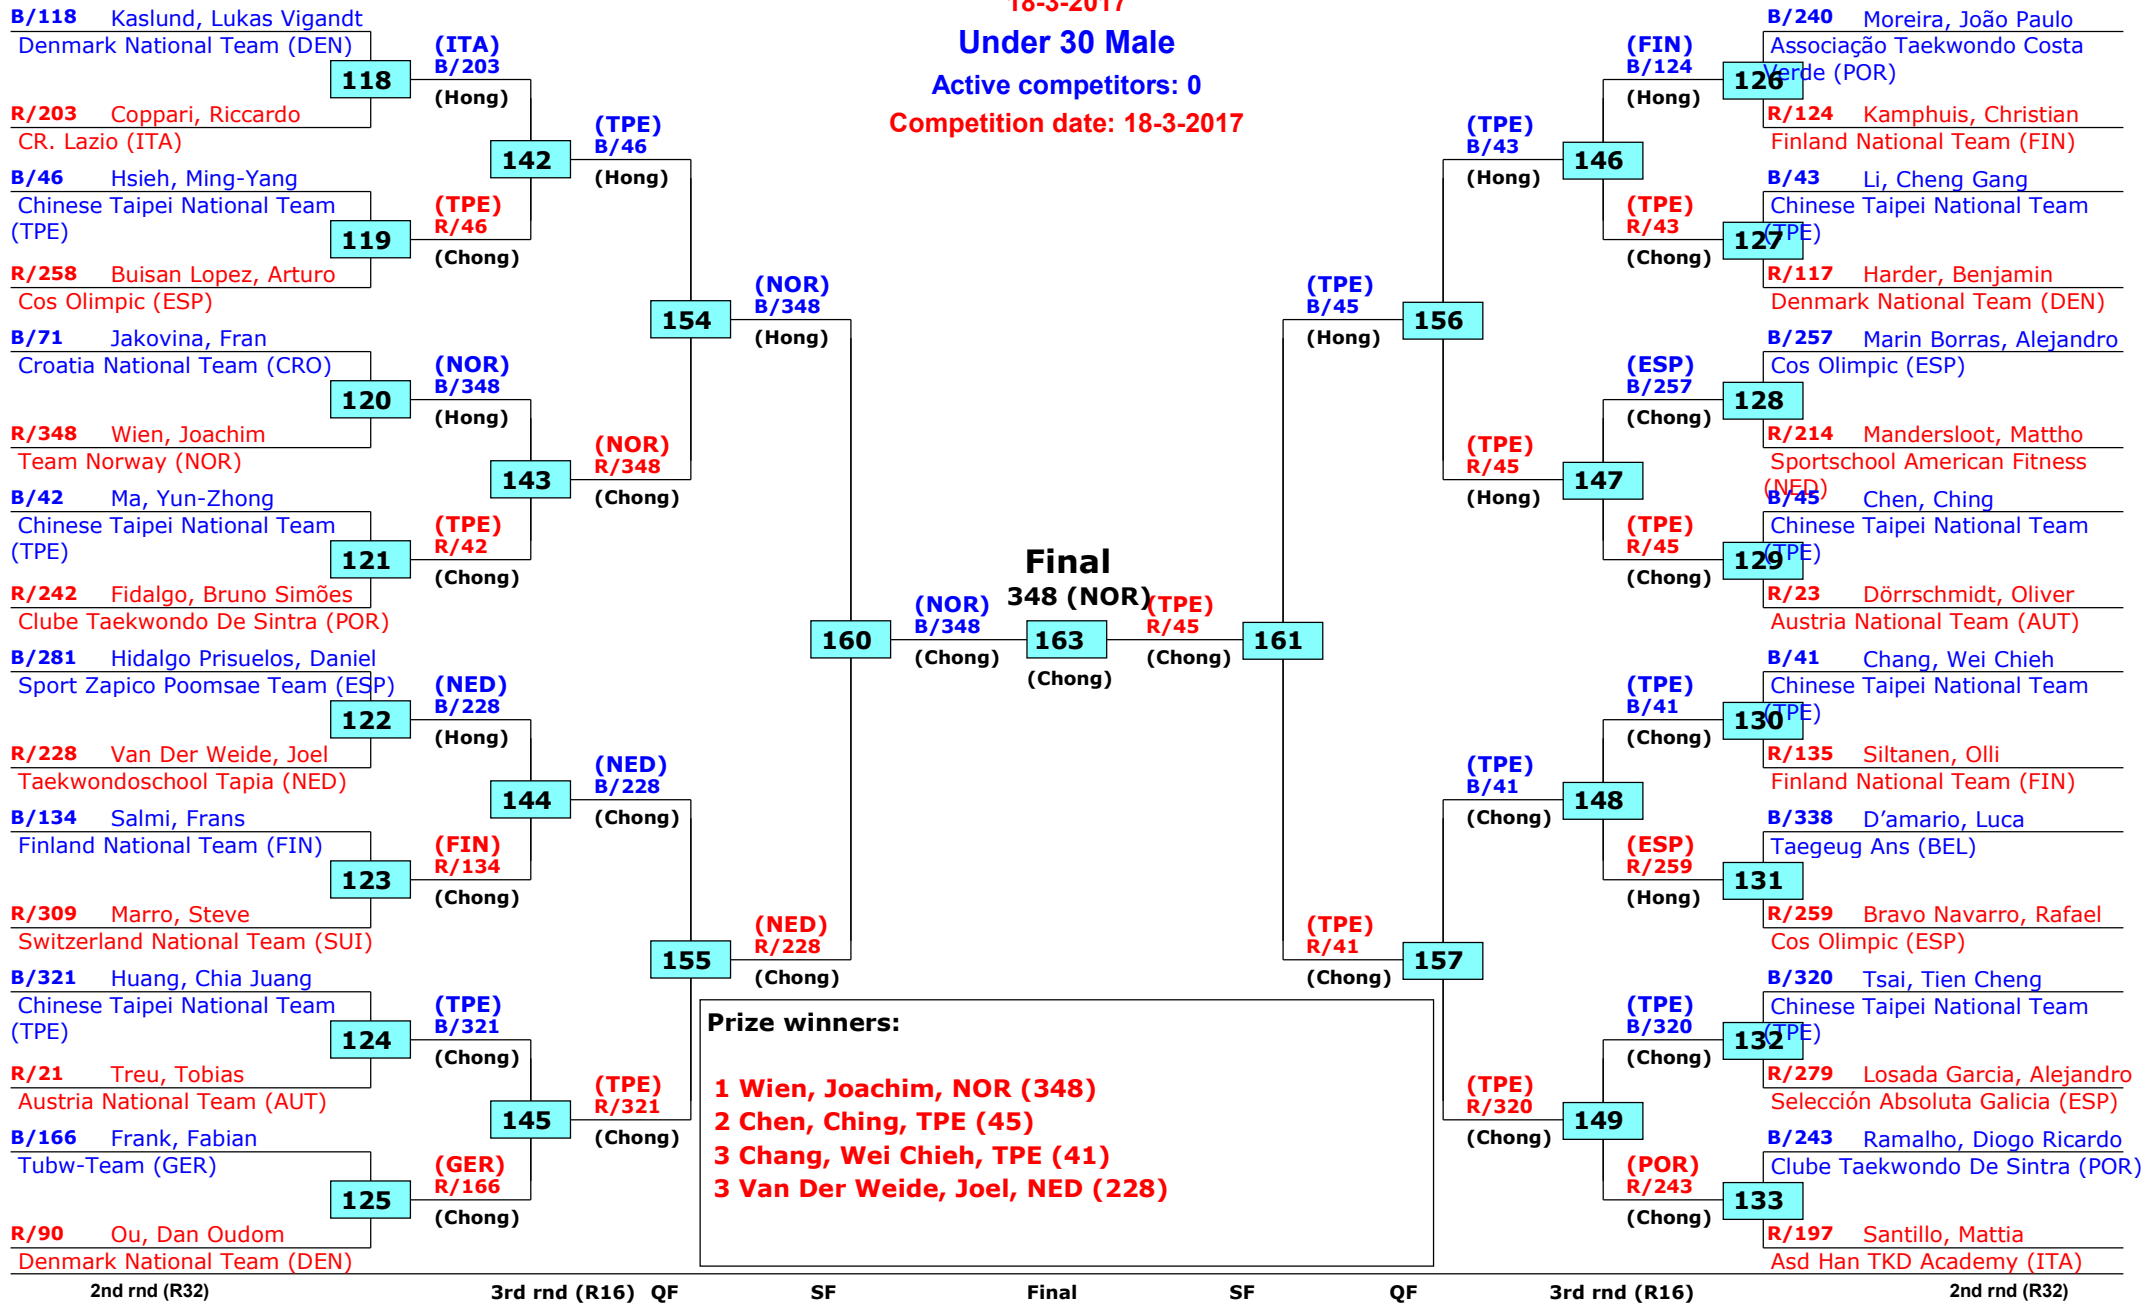 18-3-2017
Under 30 Male
Active competitors: 0
Competition date: 18-3-2017
B/118 Kaslund, Lukas Vigandt
Denmark National Team (DEN)
118
R/203 Coppari, Riccardo
CR. Lazio (ITA)
B/46 Hsieh, Ming-Yang
Chinese Taipei National Team
(TPE)
119
R/258 Buisan Lopez, Arturo
Cos Olimpic (ESP)
B/71 Jakovina, Fran
Croatia National Team (CRO)
120
R/348 Wien, Joachim
Team Norway (NOR)
B/42 Ma, Yun-Zhong
Chinese Taipei National Team
(TPE)
121
R/242 Fidalgo, Bruno Simões
Clube Taekwondo De Sintra (POR)
B/281 Hidalgo Prisuelos, Daniel
Sport Zapico Poomsae Team (ESP)
122
R/228 Van Der Weide, Joel
Taekwondoschool Tapia (NED)
B/134 Salmi, Frans
Finland National Team (FIN)
123
R/309 Marro, Steve
Switzerland National Team (SUI)
B/321 Huang, Chia Juang
Chinese Taipei National Team
(TPE)
124
R/21 Treu, Tobias
Austria National Team (AUT)
B/166 Frank, Fabian
Tubw-Team (GER)
125
R/90 Ou, Dan Oudom
Denmark National Team (DEN)
(ITA)
B/203
(Hong)
142
(TPE)
R/46
(Chong)
(NOR)
B/348
(Hong)
143
(TPE)
R/42
(Chong)
(NED)
B/228
(Hong)
144
(FIN)
R/134
(Chong)
(TPE)
B/321
(Chong)
145
(GER)
R/166
(Chong)
(TPE)
B/46
(Hong)
154
(NOR)
R/348
(Chong)
(NED)
B/228
(Chong)
155
(TPE)
R/321
(Chong)
(NOR)
B/348
(Hong)
160
(NED)
R/228
(Chong)
(NOR)
B/348
(Chong)
Final
348 (NOR)
163
(Chong)
(TPE)
R/45
(Chong)
161
(TPE)
B/45
(Hong)
156
(TPE)
R/41
(Chong)
157
(TPE)
B/43
(Hong)
146
(TPE)
R/45
(Hong)
147
(TPE)
B/41
(Chong)
148
(TPE)
R/320
(Chong)
149
(FIN)
B/124
(Hong)
(TPE)
R/43
(Chong)
(ESP)
B/257
(Chong)
(TPE)
R/45
(Chong)
(TPE)
B/41
(Chong)
(ESP)
R/259
(Hong)
(TPE)
B/320
(Chong)
(POR)
R/243
(Chong)
B/240 Moreira, João Paulo
Associação Taekwondo Costa
Verde (POR)
126
R/124 Kamphuis, Christian
Finland National Team (FIN)
B/43 Li, Cheng Gang
Chinese Taipei National Team
(TPE)
127
R/117 Harder, Benjamin
Denmark National Team (DEN)
B/257 Marin Borras, Alejandro
Cos Olimpic (ESP)
128
R/214 Mandersloot, Mattho
Sportschool American Fitness
(NED)
B/45 Chen, Ching
Chinese Taipei National Team
(TPE)
129
R/23 Dörrschmidt, Oliver
Austria National Team (AUT)
B/41 Chang, Wei Chieh
Chinese Taipei National Team
(TPE)
130
R/135 Siltanen, Olli
Finland National Team (FIN)
B/338 D’amario, Luca
Taegeug Ans (BEL)
131
R/259 Bravo Navarro, Rafael
Cos Olimpic (ESP)
B/320 Tsai, Tien Cheng
Chinese Taipei National Team
(TPE)
132
R/279 Losada Garcia, Alejandro
Selección Absoluta Galicia (ESP)
B/243 Ramalho, Diogo Ricardo
Clube Taekwondo De Sintra (POR)
133
R/197 Santillo, Mattia
Asd Han TKD Academy (ITA)
Prize winners:
1 Wien, Joachim, NOR (348)
2 Chen, Ching, TPE (45)
3 Chang, Wei Chieh, TPE (41)
3 Van Der Weide, Joel, NED (228)
2nd rnd (R32) 3rd rnd (R16) QF SF Final SF QF 3rd rnd (R16) 2nd rnd (R32)